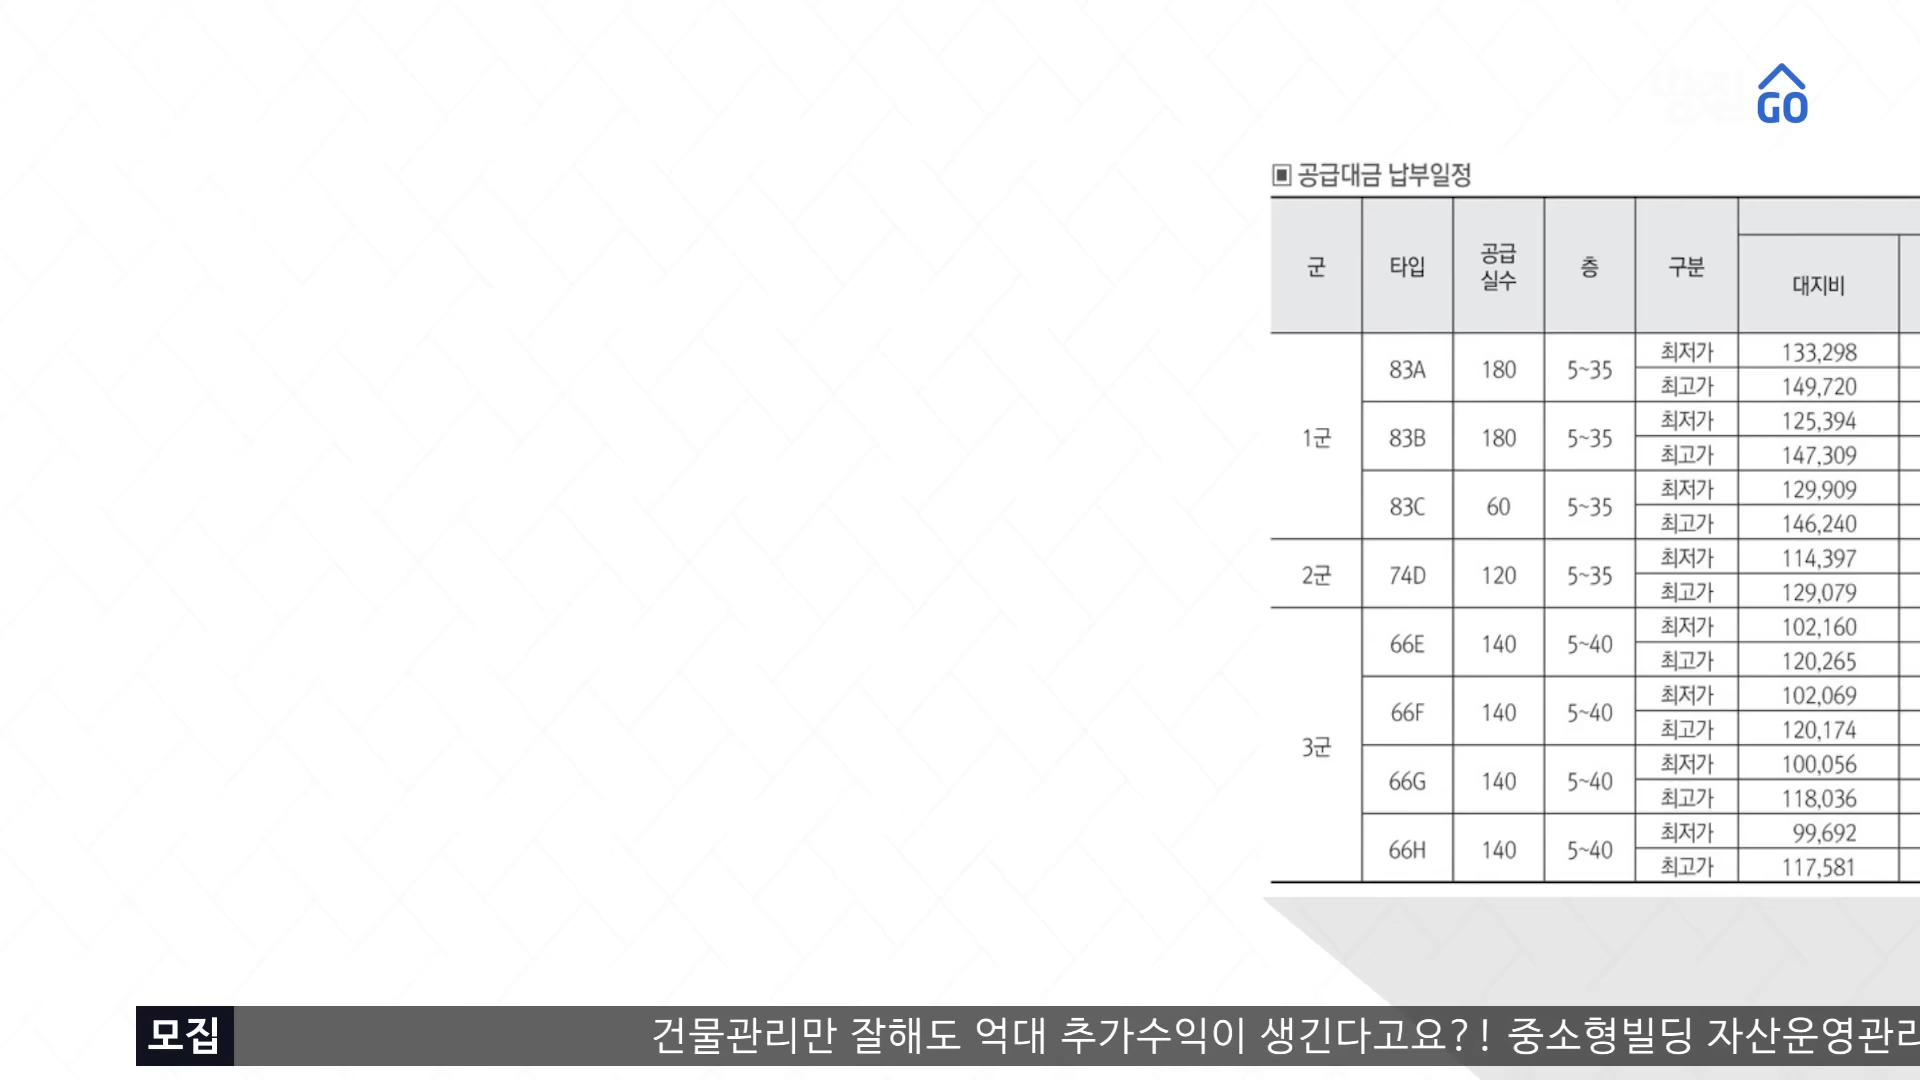 GO
▣ 공급대금 납부일정
군 타입 공급 실수 층 구분 대지비
1군 83A 180 5~35 최저가 133,298
최고가 149,720
83B 180 5~35 최저가 125,394
최고가 147,309
83C 60 5~35 최저가 129,909
최고가 146,240
2군 74D 120 5~35 최저가 114,397
최고가 129,079
3군 66E 140 5~40 최저가 102,160
최고가 120,265
66F 140 5~40 최저가 102,069
최고가 120,174
66G 140 5~40 최저가 100,056
최고가 118,036
66H 140 5~40 최저가 99,692
최고가 117,581
모집 건물관리만 잘해도 억대 추가수익이 생긴다고요?! 중소형빌딩 자산운영관리